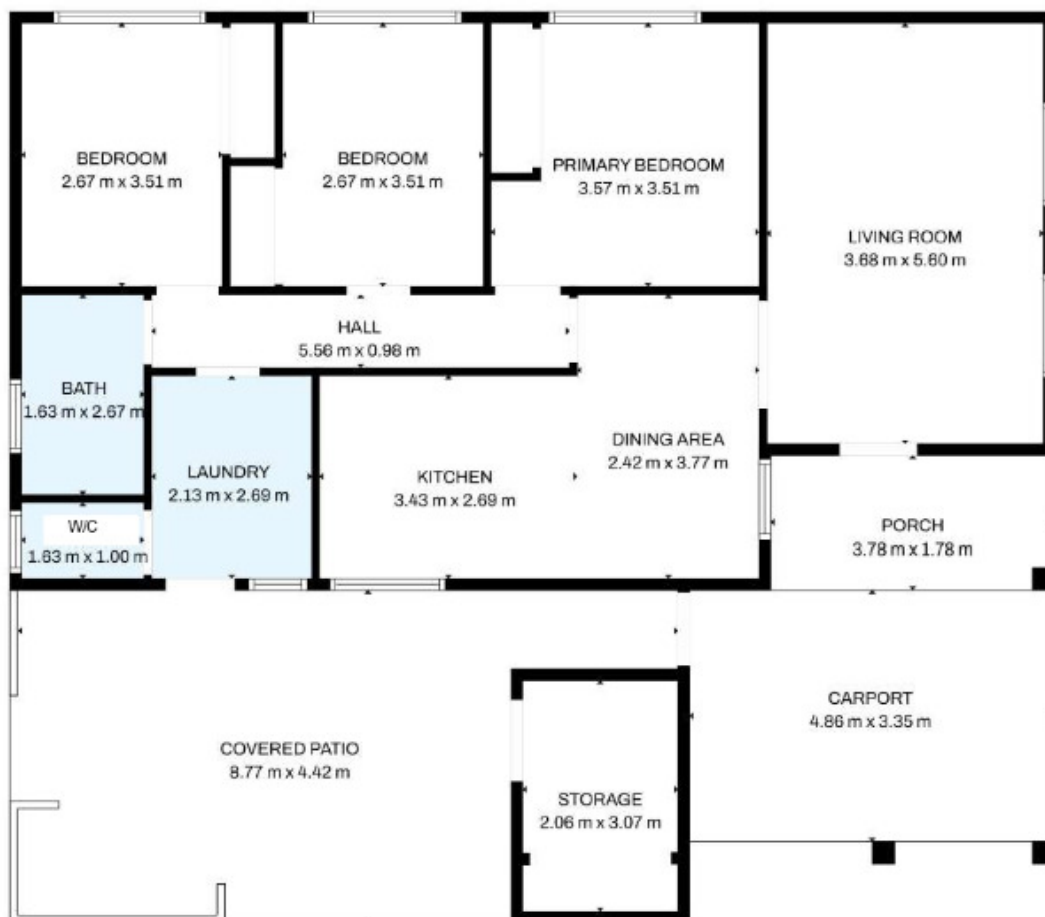 BEDROOM
2.67 m x 3.51 m
BEDROOM
2.67 m x 3.51 m
PRIMARY BEDROOM
3.57 m x 3.51 m
LIVING ROOM
3.68 m x 5.60 m
HALL
5.56 m x 0.98 m
BATH
1.63 m x 2.67 m
LAUNDRY
2.13 m x 2.69 m
KITCHEN
3.43 m x 2.69 m
DINING AREA
2.42 m x 3.77 m
W/C
1.63 m x 1.00 m
PORCH
3.78 m x 1.78 m
CARPORT
4.86 m x 3.35 m
COVERED PATIO
8.77 m x 4.42 m
STORAGE
2.06 m x 3.07 m